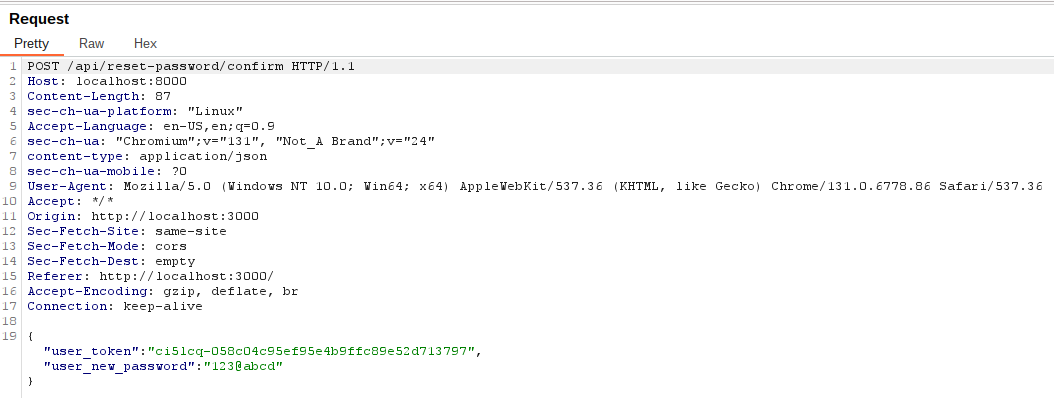 Request
Pretty Raw Hex
1 POST /api/reset-password/confirm HTTP/1.1
2 Host: localhost:8000
3 Content-Length: 87
4 sec-ch-ua-platform: "Linux"
5 Accept-Language: en-US,en;q=0.9
6 sec-ch-ua: "Chromium";v="131", "Not_A Brand";v="24"
7 content-type: application/json
8 sec-ch-ua-mobile: ?0
9 User-Agent: Mozilla/5.0 (Windows NT 10.0; Win64; x64) AppleWebKit/537.36 (KHTML, like Gecko) Chrome/131.0.6778.86 Safari/537.36
10 Accept: */*
11 Origin: http://localhost:3000
12 Sec-Fetch-Site: same-site
13 Sec-Fetch-Mode: cors
14 Sec-Fetch-Dest: empty
15 Referer: http://localhost:3000/
16 Accept-Encoding: gzip, deflate, br
17 Connection: keep-alive
18
19 {
"user_token":"ci5lcq-058c04c95ef95e4b9ffc89e52d713797",
"user_new_password":"123@abcd"
}